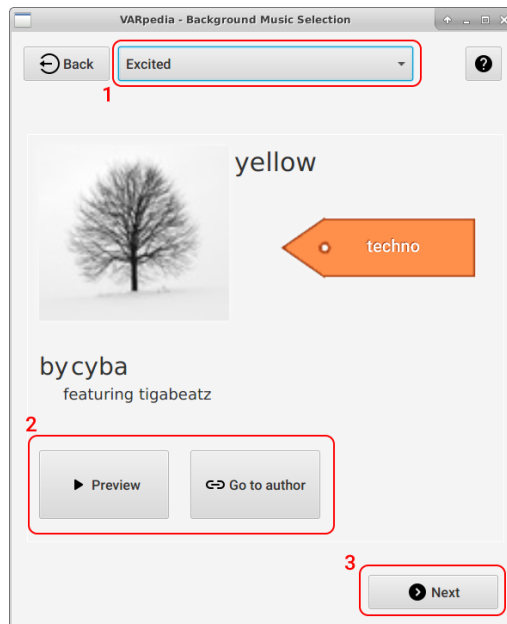 VARpedia - Background Music Selection
Back
Excited
?
1
yellow
techno
by cyba
featuring tigabeatz
2
Preview
Go to author
3
Next